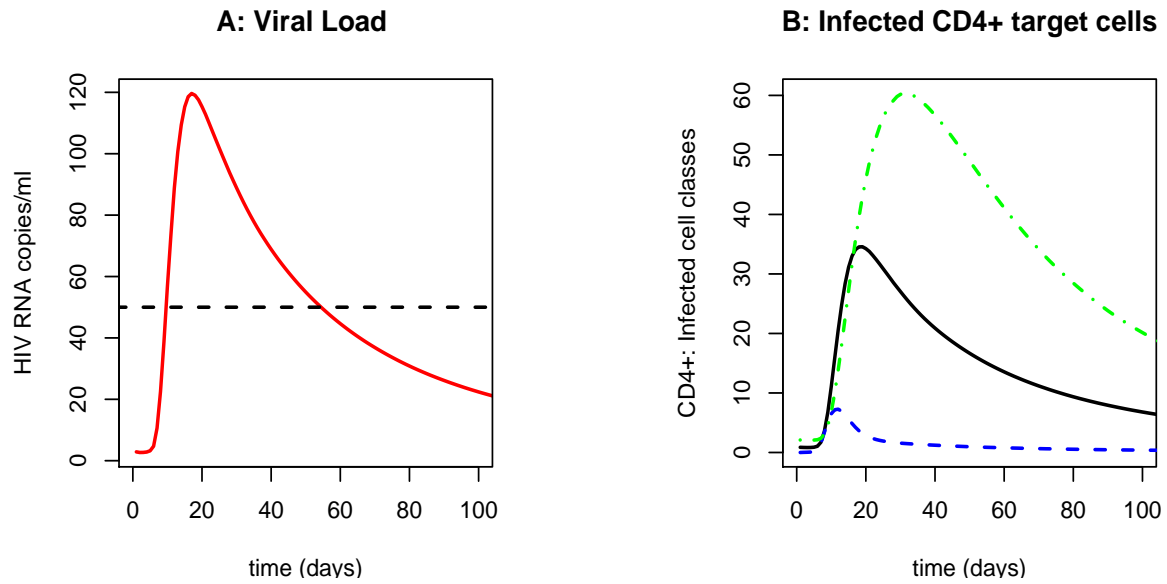 A: Viral Load
HIV RNA copies/ml
120
100
80
60
40
20
0
0 20 40 60 80 100
time (days)
B: Infected CD4+ target cells
CD4+: Infected cell classes
60
50
40
30
20
10
0
0 20 40 60 80 100
time (days)